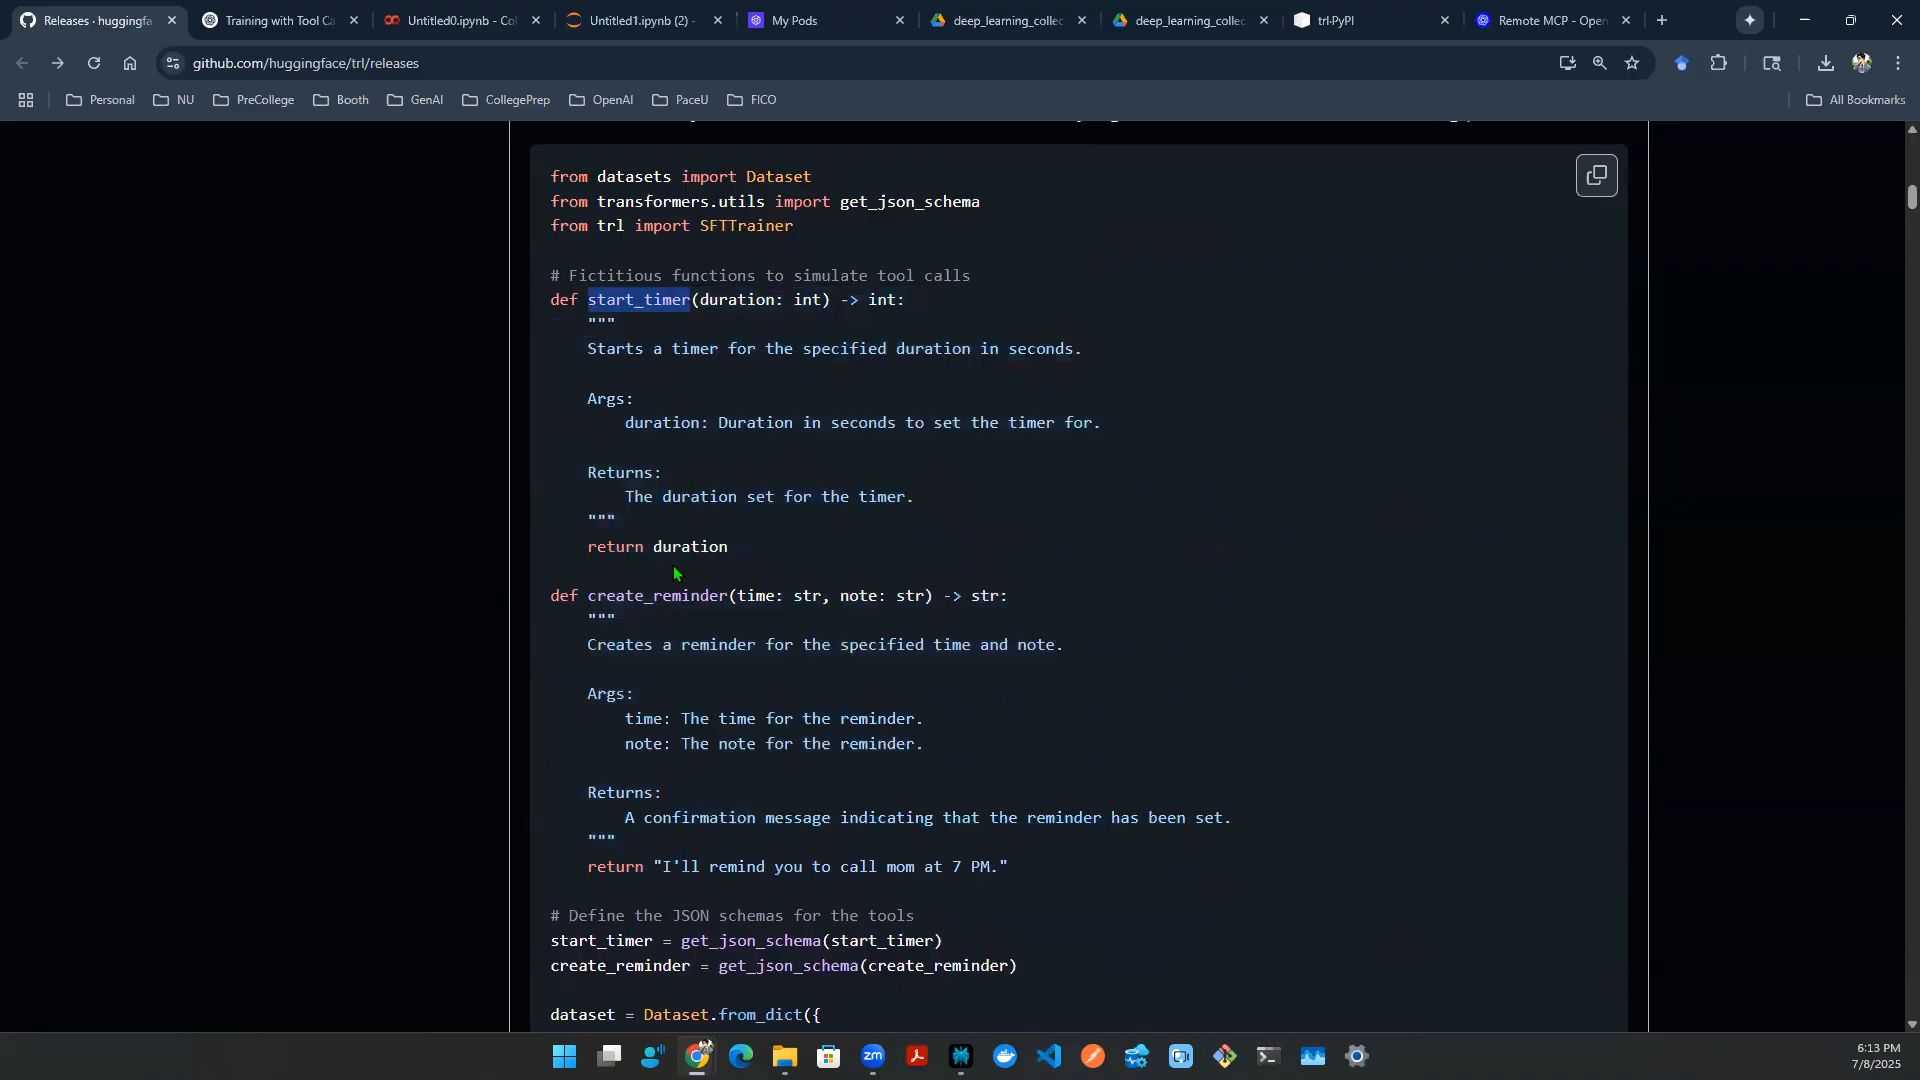 Releases · huggingfa
Training with Tool Ca
Untitled0.ipynb - Col
Untitled1.ipynb (2) -
My Pods
deep_learning_collec
deep_learning_collec
trl·PyPI
Remote MCP - Open
github.com/huggingface/trl/releases
Personal
NU
PreCollege
Booth
GenAI
CollegePrep
OpenAI
PaceU
FICO
All Bookmarks
from datasets import Dataset
from transformers.utils import get_json_schema
from trl import SFTTrainer
# Fictitious functions to simulate tool calls
def start_timer(duration: int) -> int:
"""
Starts a timer for the specified duration in seconds.
Args:
duration: Duration in seconds to set the timer for.
Returns:
The duration set for the timer.
"""
return duration
def create_reminder(time: str, note: str) -> str:
"""
Creates a reminder for the specified time and note.
Args:
time: The time for the reminder.
note: The note for the reminder.
Returns:
A confirmation message indicating that the reminder has been set.
"""
return "I'll remind you to call mom at 7 PM."
# Define the JSON schemas for the tools
start_timer = get_json_schema(start_timer)
create_reminder = get_json_schema(create_reminder)
dataset = Dataset.from_dict({
zm
6:13 PM
7/8/2025